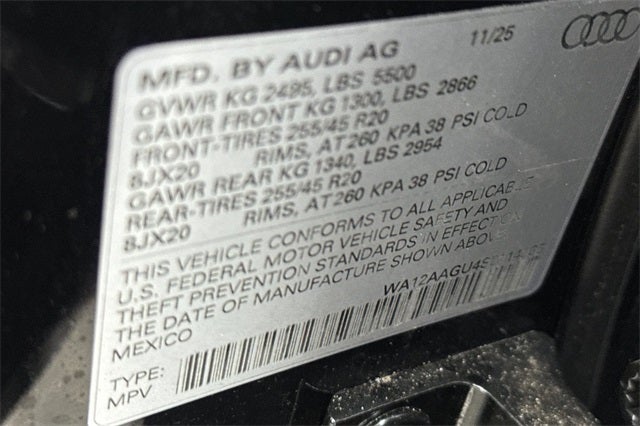 MFD. BY AUDI AG 11/25
GVWR KG 2495, LBS 5500
GAWR FRONT KG 1300, LBS 2866
FRONT-TIRES 255/45 R20
8JX20 RIMS, AT 260 KPA 38 PSI COLD
GAWR REAR KG 1340, LBS 2954
REAR-TIRES 255/45 R20
8JX20 RIMS, AT 260 KPA 38 PSI COLD
THIS VEHICLE CONFORMS TO ALL APPLICABLE
U.S. FEDERAL MOTOR VEHICLE SAFETY AND
THEFT PREVENTION STANDARDS IN EFFECT ON
THE DATE OF MANUFACTURE SHOWN ABOVE
MEXICO
TYPE:
MPV